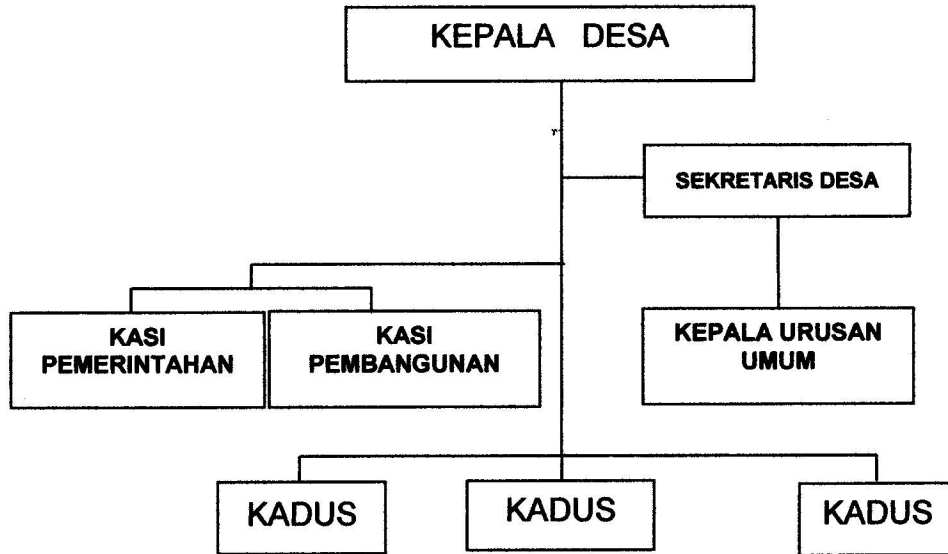 KEPALA DESA
SEKRETARIS DESA
KASI
PEMERINTAHAN
KASI
PEMBANGUNAN
KEPALA URUSAN
UMUM
KADUS
KADUS
KADUS